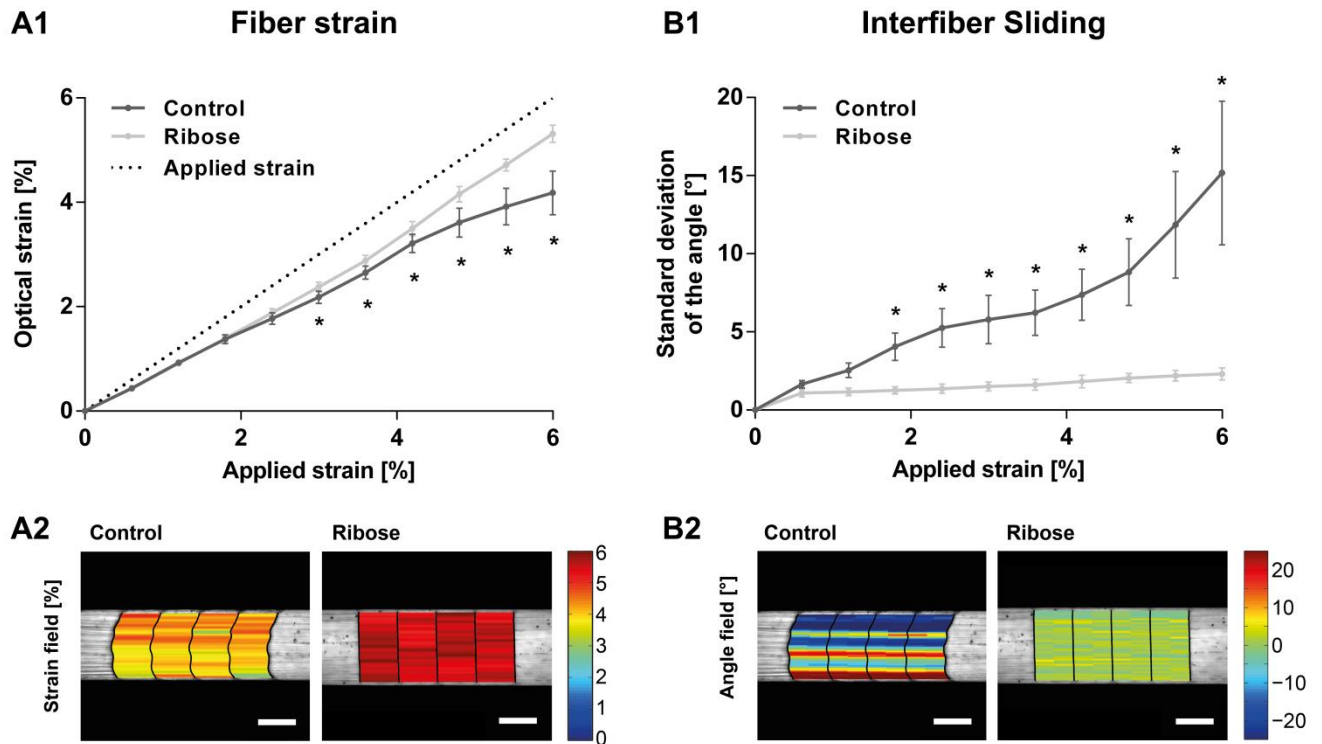 A1 Fiber strain
Control
Ribose
Applied strain
Optical strain [%]
6
4
2
0
0 2 4 6
Applied strain [%]
* * * * * *
B1 Interfiber Sliding
Control
Ribose
Standard deviation
of the angle [°]
20
15
10
5
0
0 2 4 6
Applied strain [%]
* * * * * * * *
A2
Control Ribose
Strain field [%]
6
5
4
3
2
1
0
B2
Control Ribose
Angle field [°]
20
10
0
−10
−20